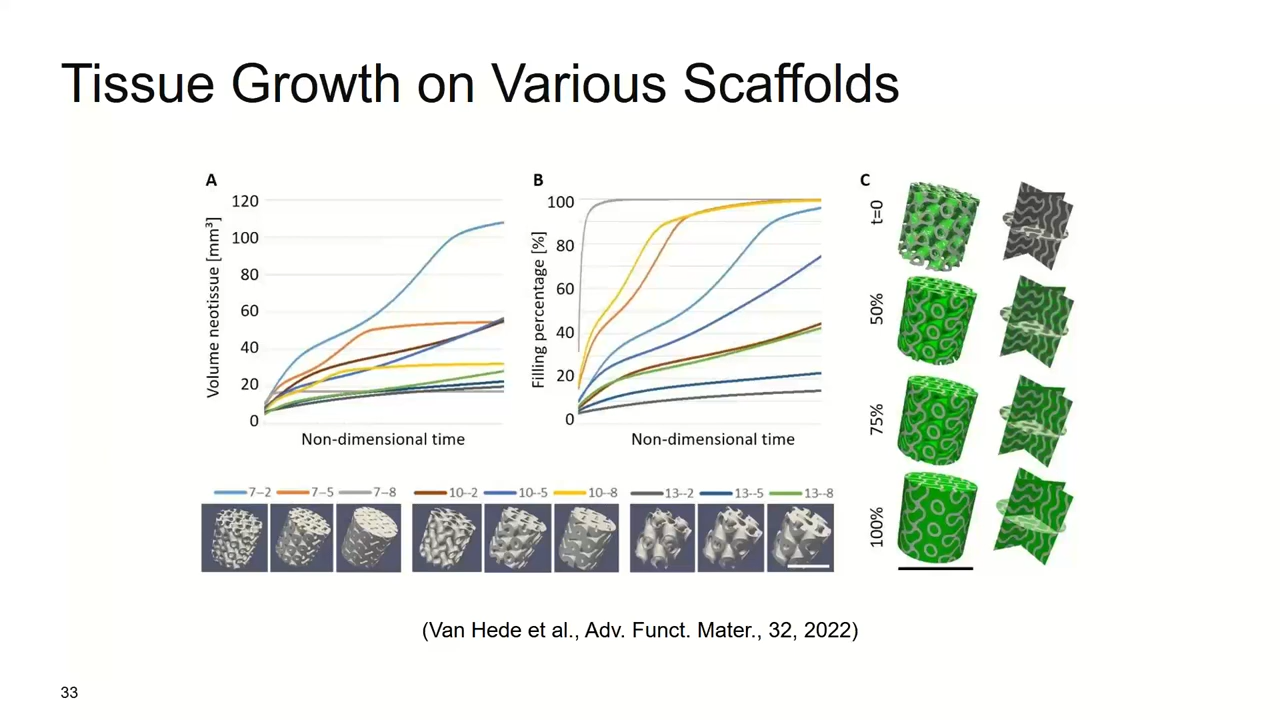 Tissue Growth on Various Scaffolds
A
Volume neotissue [mm³]
120
100
80
60
40
20
0
Non-dimensional time
B
Filling percentage [%]
100
80
60
40
20
0
Non-dimensional time
7–2 7–5 7–8 10--2 10--5 10--8 13--2 13--5 13--8
C
t=0
50%
75%
100%
(Van Hede et al., Adv. Funct. Mater., 32, 2022)
33